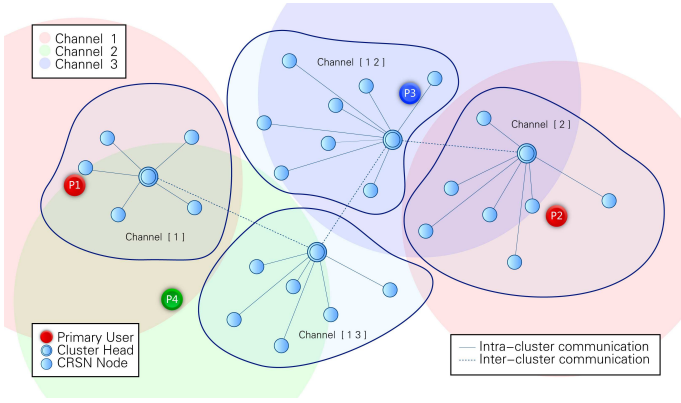 Channel 1
Channel 2
Channel 3
Channel [ 1 2 ]
P3
Channel [ 2 ]
P1
P2
Channel [ 1 ]
P4
Channel [ 1 3 ]
Primary User
Cluster Head
CRSN Node
Intra-cluster communication
Inter-cluster communication